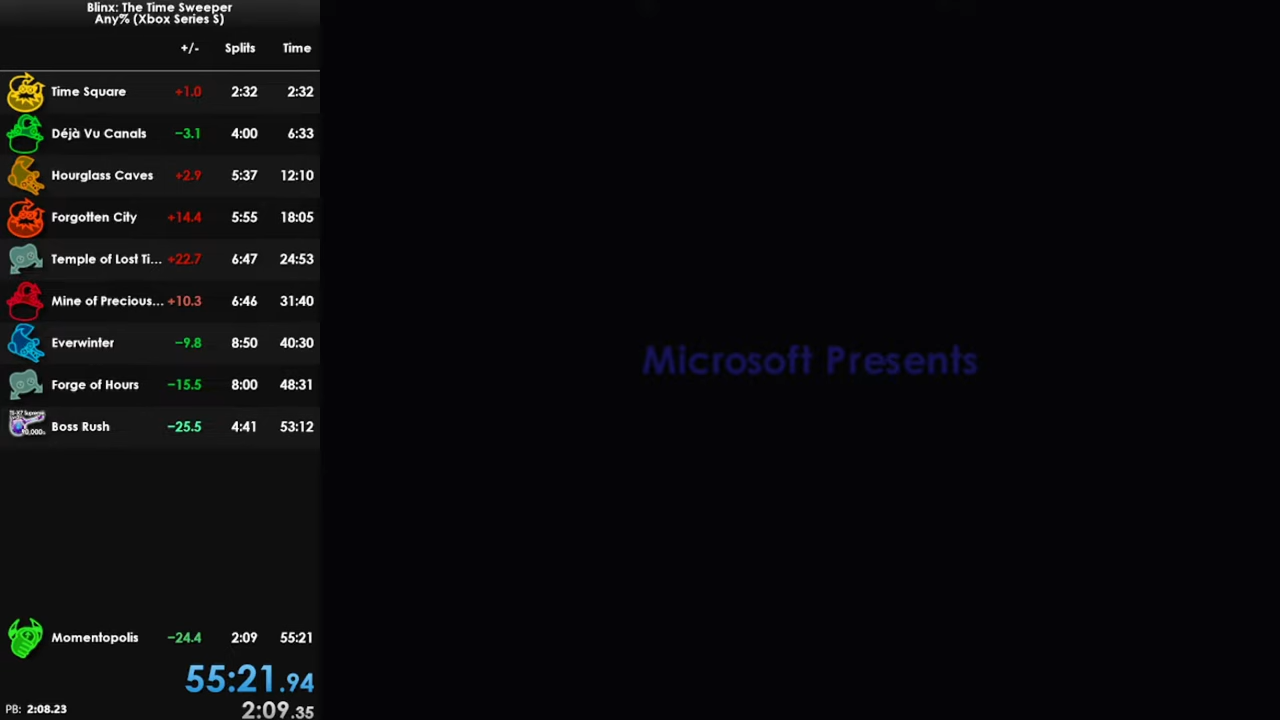 Blinx: The Time Sweeper
Any% (Xbox Series S)
+/- Splits Time
Time Square +1.0 2:32 2:32
Déjà Vu Canals −3.1 4:00 6:33
Hourglass Caves +2.9 5:37 12:10
Forgotten City +14.4 5:55 18:05
Temple of Lost Ti... +22.7 6:47 24:53
Mine of Precious... +10.3 6:46 31:40
Everwinter −9.8 8:50 40:30
Forge of Hours −15.5 8:00 48:31
Boss Rush −25.5 4:41 53:12
Momentopolis −24.4 2:09 55:21
55:21.94
PB: 2:08.23 2:09.35
Microsoft Presents